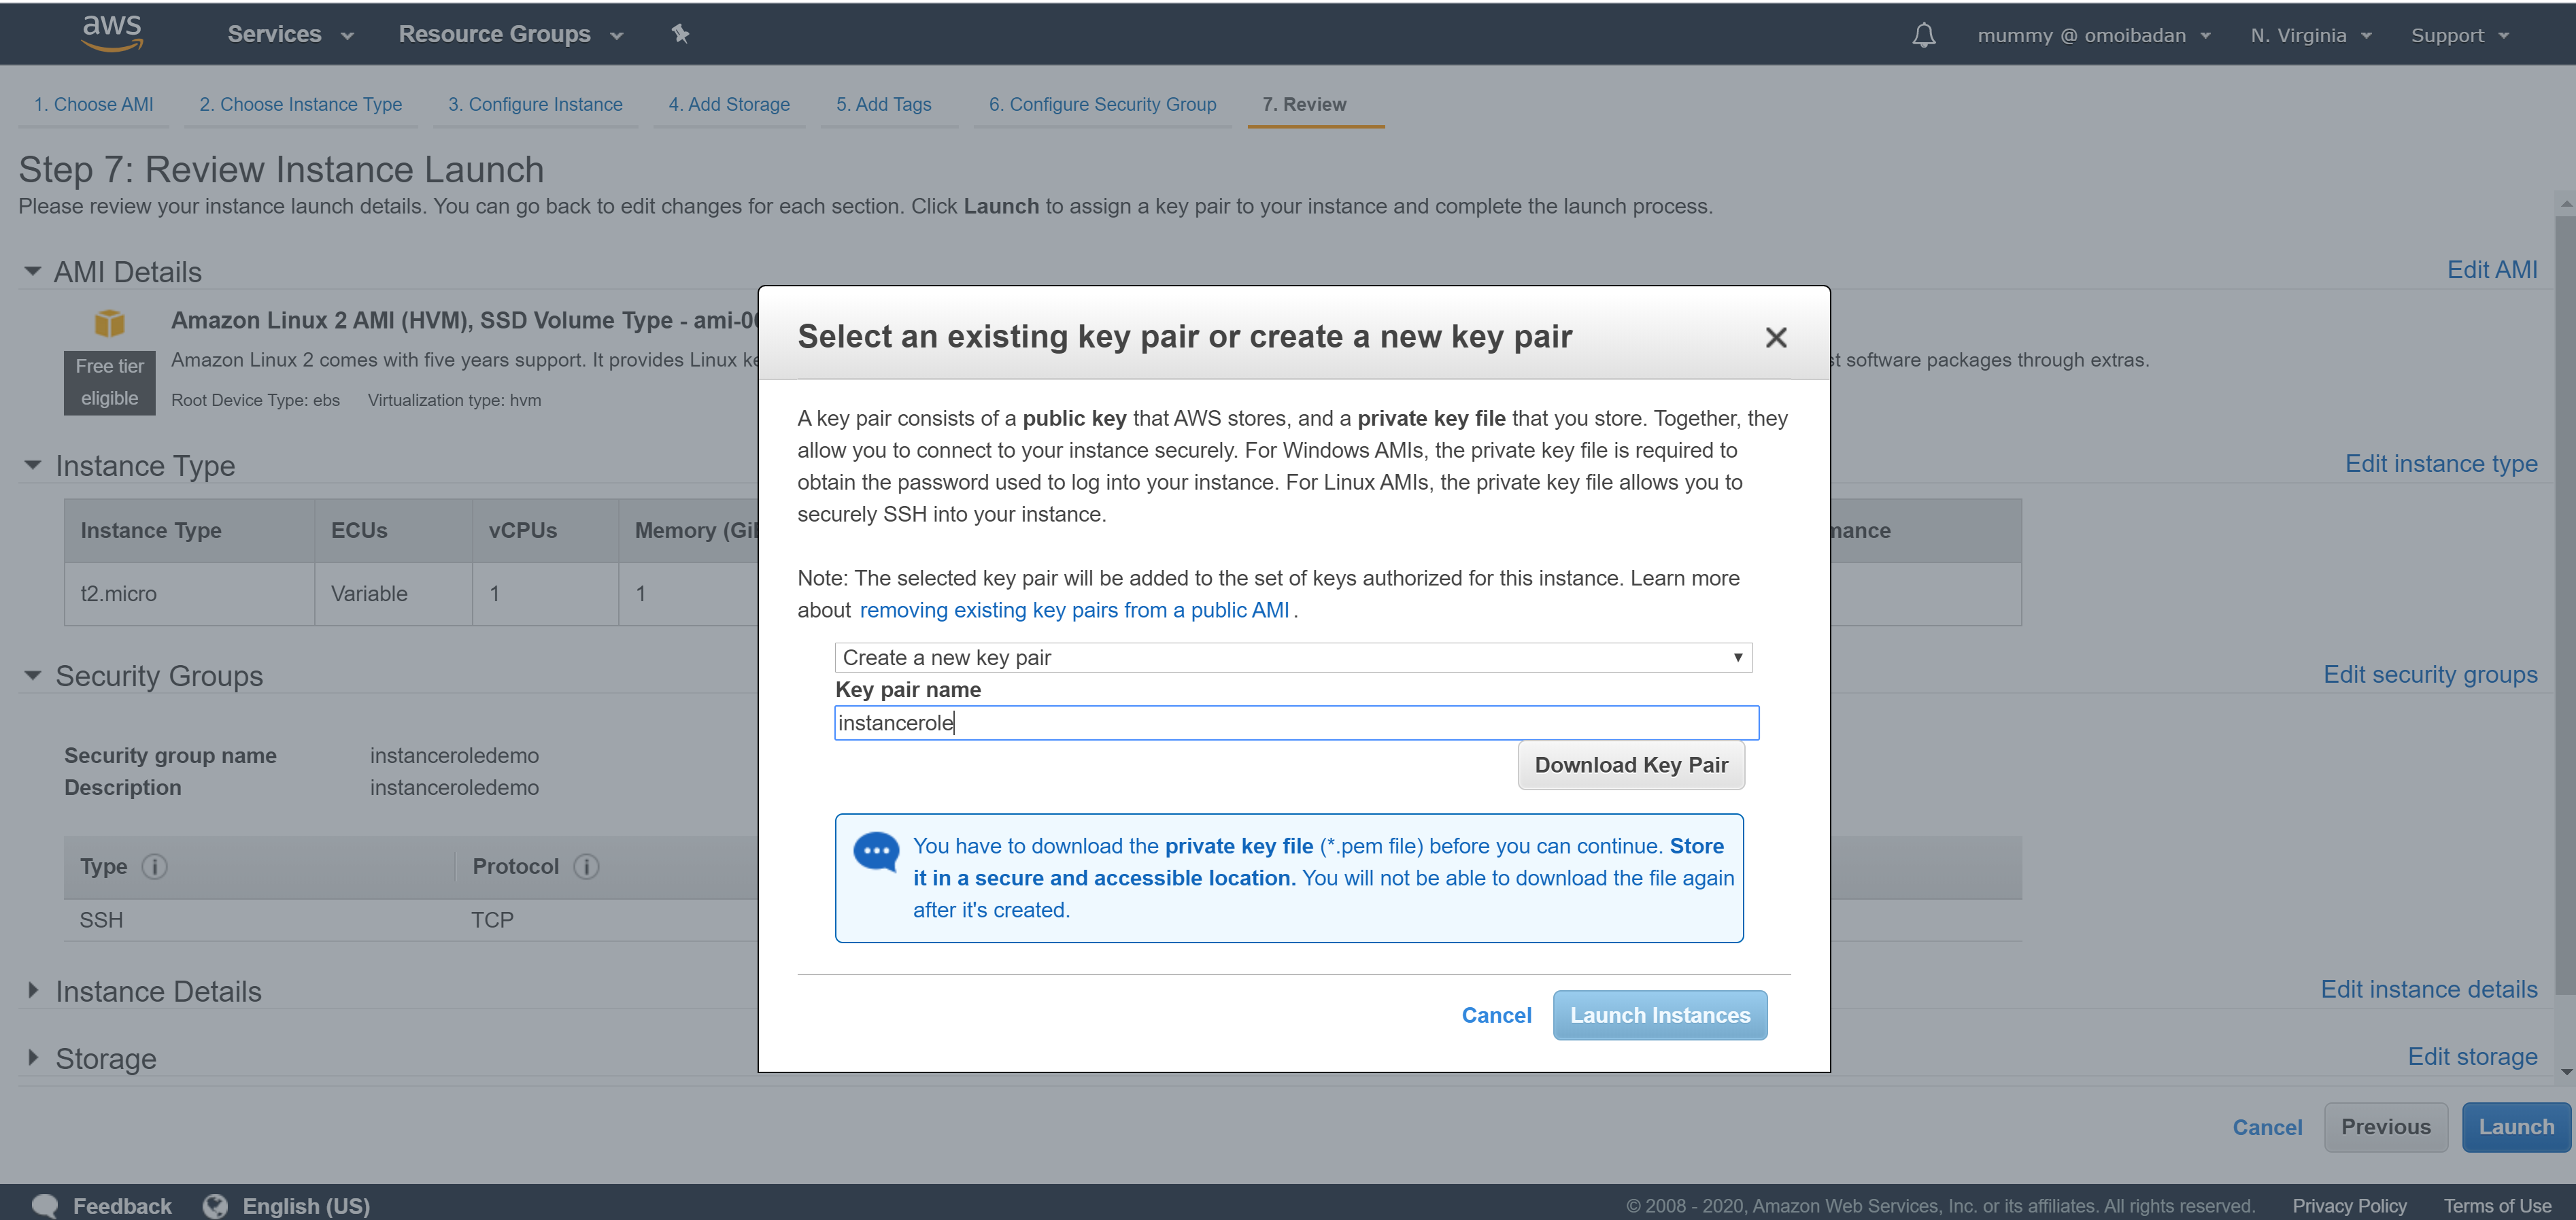 aws Services Resource Groups mummy @ omoibadan N. Virginia Support
1. Choose AMI 2. Choose Instance Type 3. Configure Instance 4. Add Storage 5. Add Tags 6. Configure Security Group 7. Review
Step 7: Review Instance Launch
Please review your instance launch details. You can go back to edit changes for each section. Click Launch to assign a key pair to your instance and complete the launch process.
AMI Details Edit AMI
Amazon Linux 2 AMI (HVM), SSD Volume Type -
Free tier
eligible
Amazon Linux 2 comes with five years support. It provides Linux software packages through extras.
Root Device Type: ebs Virtualization type: hvm
Instance Type Edit instance type
Instance Type ECUs vCPUs Memory
t2.micro Variable 1 1
Security Groups Edit security groups
Security group name instanceroledemo
Description instanceroledemo
Type i Protocol i
SSH TCP
Instance Details Edit instance details
Storage Edit storage
Select an existing key pair or create a new key pair
A key pair consists of a public key that AWS stores, and a private key file that you store. Together, they
allow you to connect to your instance securely. For Windows AMIs, the private key file is required to
obtain the password used to log into your instance. For Linux AMIs, the private key file allows you to
securely SSH into your instance.
Note: The selected key pair will be added to the set of keys authorized for this instance. Learn more
about removing existing key pairs from a public AMI .
Create a new key pair
Key pair name
instancerole
Download Key Pair
You have to download the private key file (*.pem file) before you can continue. Store
it in a secure and accessible location. You will not be able to download the file again
after it's created.
Cancel Launch Instances
Cancel Previous Launch
Feedback English (US) © 2008 - 2020, Amazon Web Services, Inc. or its affiliates. All rights reserved. Privacy Policy Terms of Use